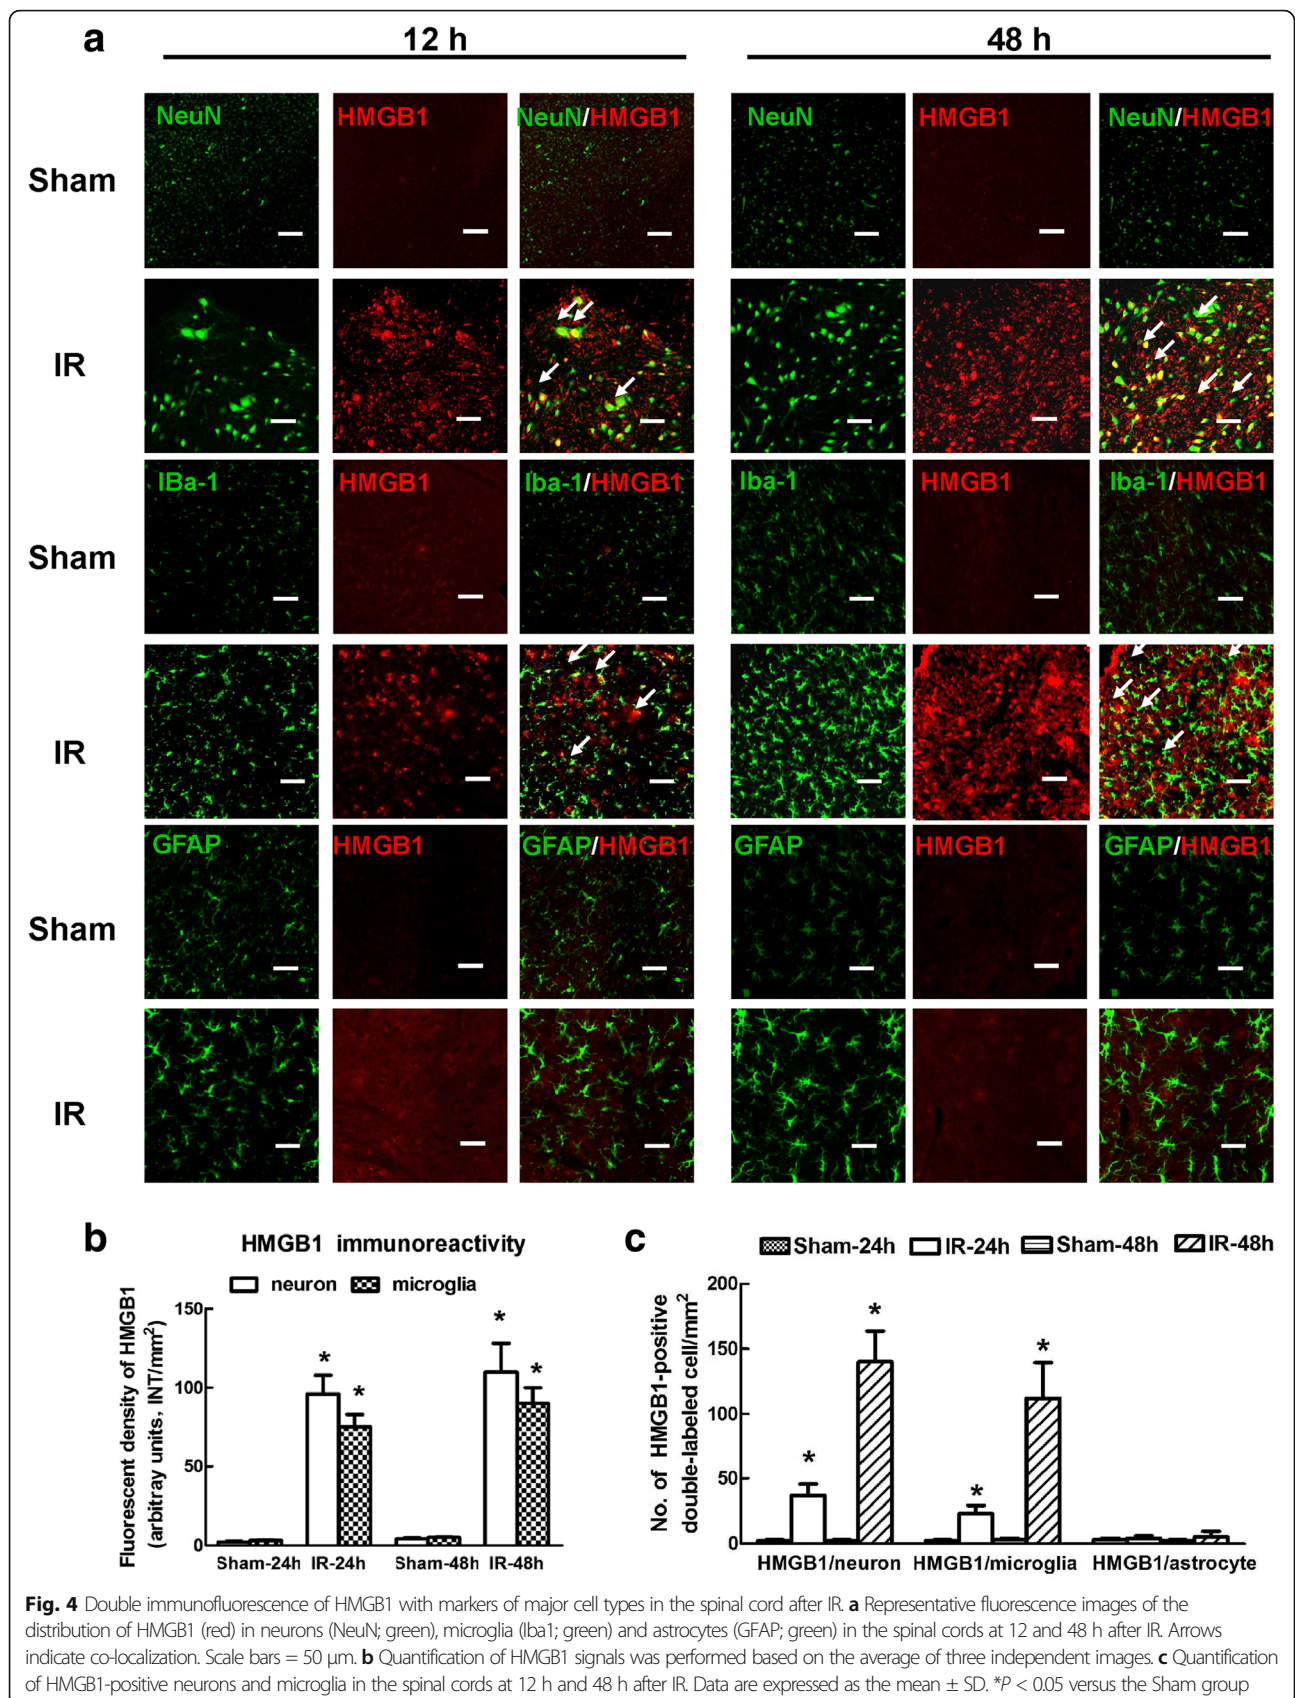 a
12 h 48 h
NeuN HMGB1 NeuN/HMGB1 NeuN HMGB1 NeuN/HMGB1
Sham
IR
IBa-1 HMGB1 Iba-1/HMGB1 Iba-1 HMGB1 Iba-1/HMGB1
Sham
IR
GFAP HMGB1 GFAP/HMGB1 GFAP HMGB1 GFAP/HMGB1
Sham
IR
b
HMGB1 immunoreactivity
neuron microglia
Fluorescent density of HMGB1
(arbitray units, INT/mm²)
150
100
50
0
* * * *
Sham-24h IR-24h Sham-48h IR-48h
c
Sham-24h IR-24h Sham-48h IR-48h
No. of HMGB1-positive
double-labeled cell/mm²
200
150
100
50
0
* * * *
HMGB1/neuron HMGB1/microglia HMGB1/astrocyte
Fig. 4 Double immunofluorescence of HMGB1 with markers of major cell types in the spinal cord after IR. a Representative fluorescence images of the
distribution of HMGB1 (red) in neurons (NeuN; green), microglia (Iba1; green) and astrocytes (GFAP; green) in the spinal cords at 12 and 48 h after IR. Arrows
indicate co-localization. Scale bars = 50 μm. b Quantification of HMGB1 signals was performed based on the average of three independent images. c Quantification
of HMGB1-positive neurons and microglia in the spinal cords at 12 h and 48 h after IR. Data are expressed as the mean ± SD. *P < 0.05 versus the Sham group